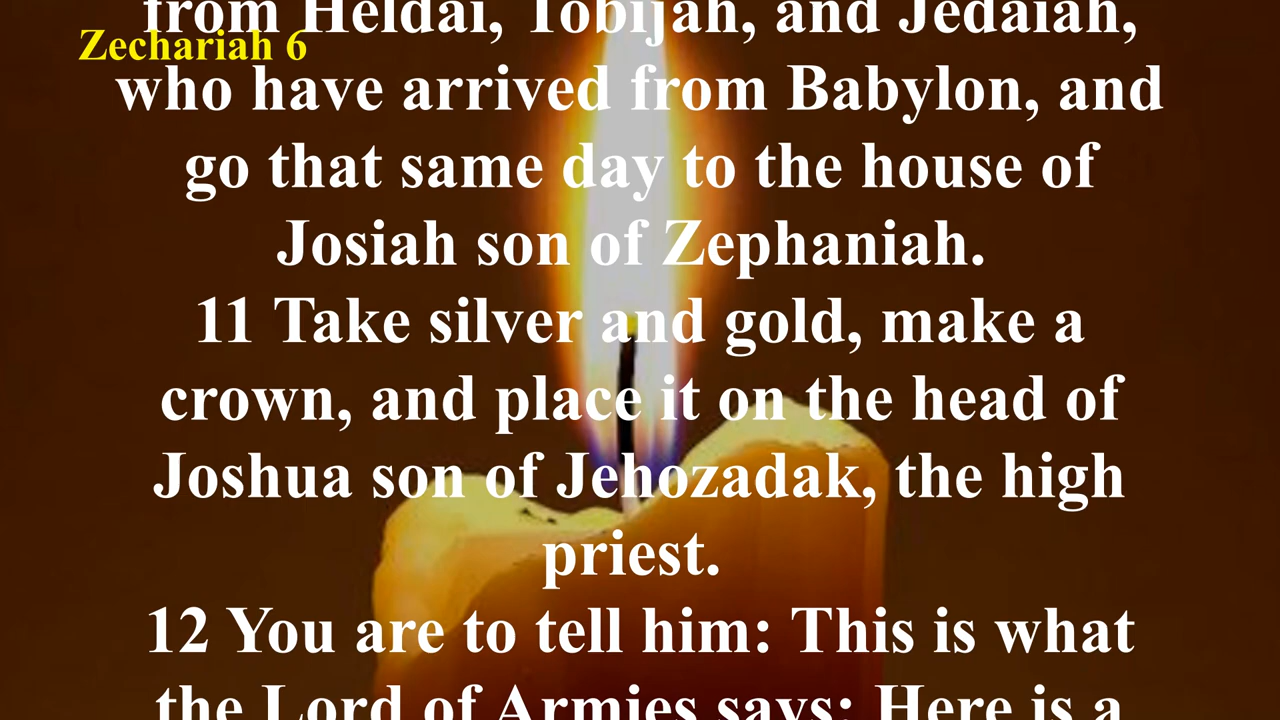 from Heldai, Tobijah, and Jedaiah,
Zechariah 6
who have arrived from Babylon, and
go that same day to the house of
Josiah son of Zephaniah.
11 Take silver and gold, make a
crown, and place it on the head of
Joshua son of Jehozadak, the high
priest.
12 You are to tell him: This is what
the Lord of Armies says: Here is a